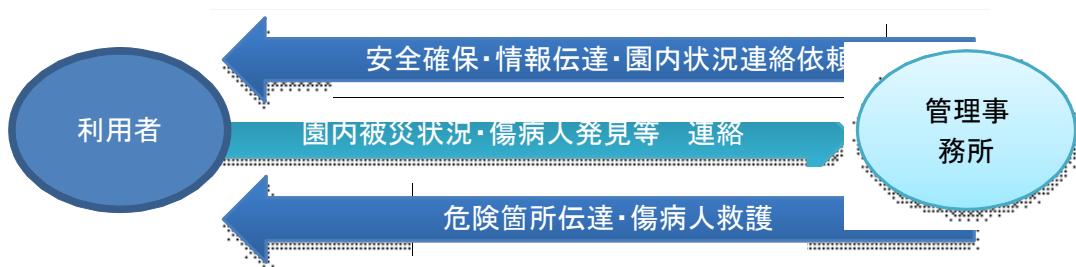 安全確保・情報伝達・園内状況連絡依頼
利用者
園内被災状況・傷病人発見等　連絡
管理事
務所
危険箇所伝達・傷病人救護